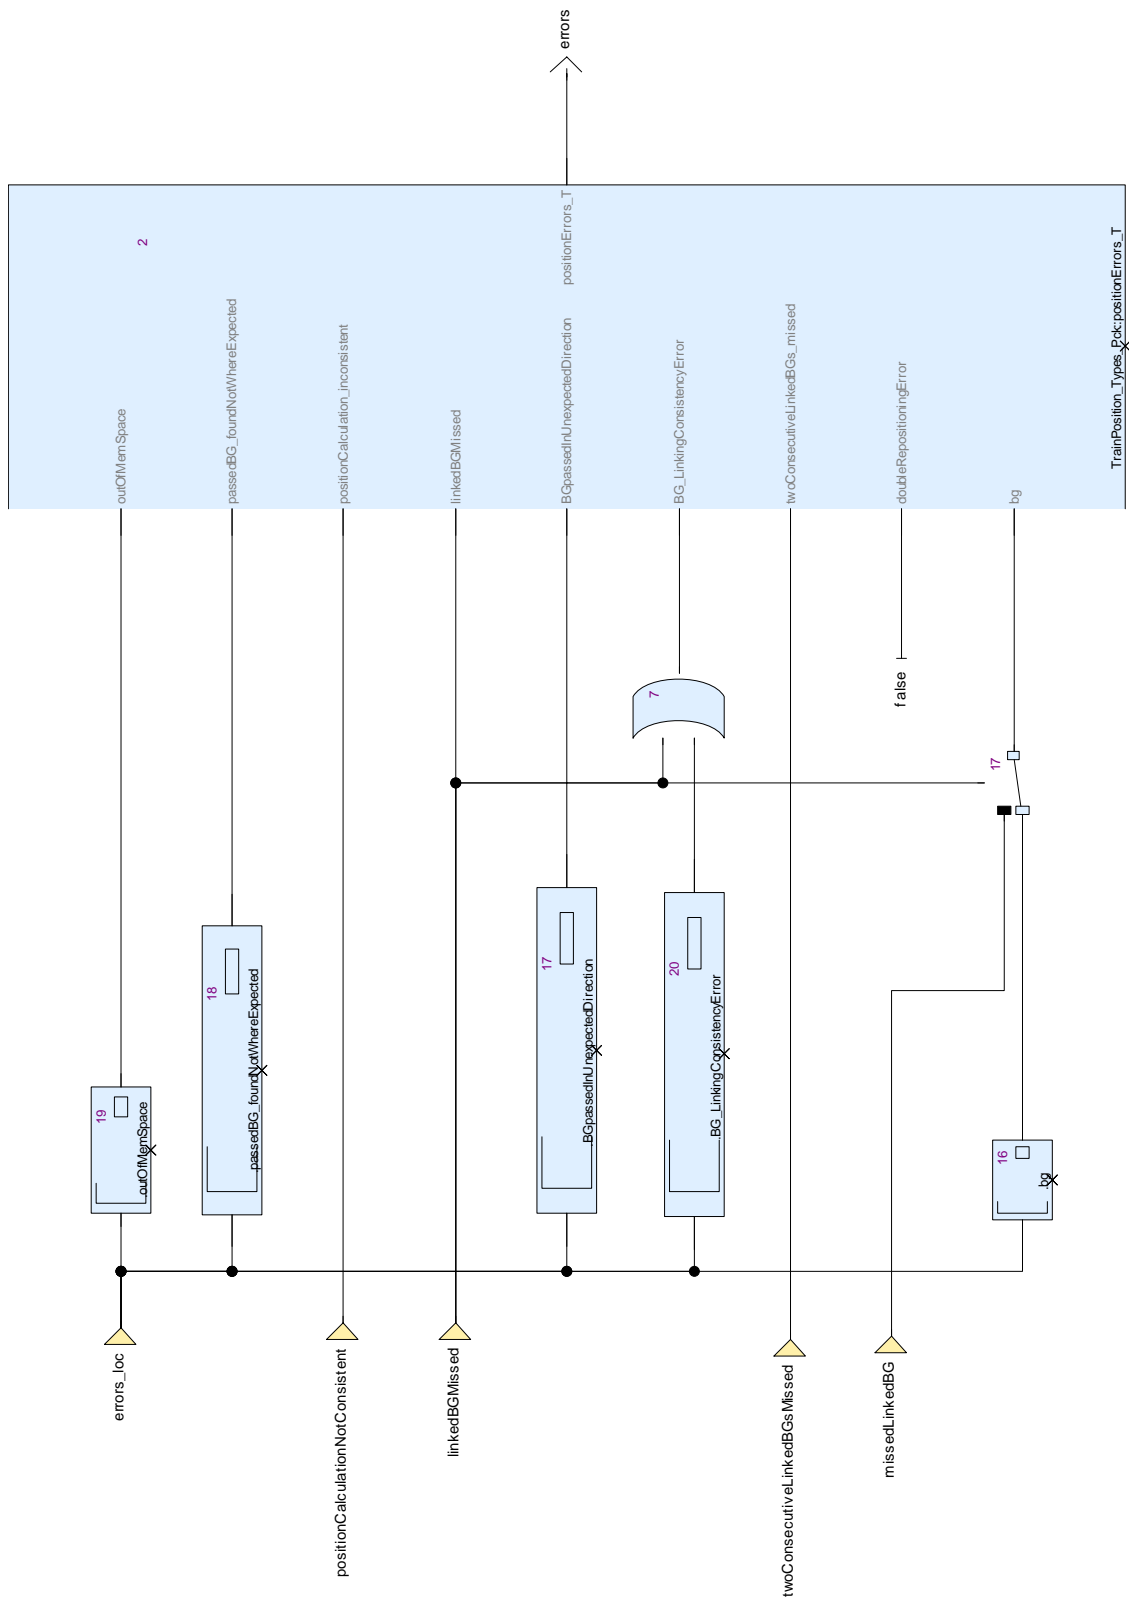 errors
positionErrors_T
2
TrainPosition_Types_Pck::positionErrors_T
outOfMemSpace
passedBG_foundNotWhereExpected
positionCalculation_inconsistent
linkedBGMissed
BGpassedInUnexpectedDirection
BG_LinkingConsistencyError
twoConsecutiveLinkedBGs_missed
doubleRepositioningError
bg
7
false
17
19
.outOfMemSpace
18
.passedBG_foundNotWhereExpected
17
.BGpassedInUnexpectedDirection
20
.BG_LinkingConsistencyError
16
.bg
errors_loc
positionCalculationNotConsistent
linkedBGMissed
twoConsecutiveLinkedBGsMissed
missedLinkedBG